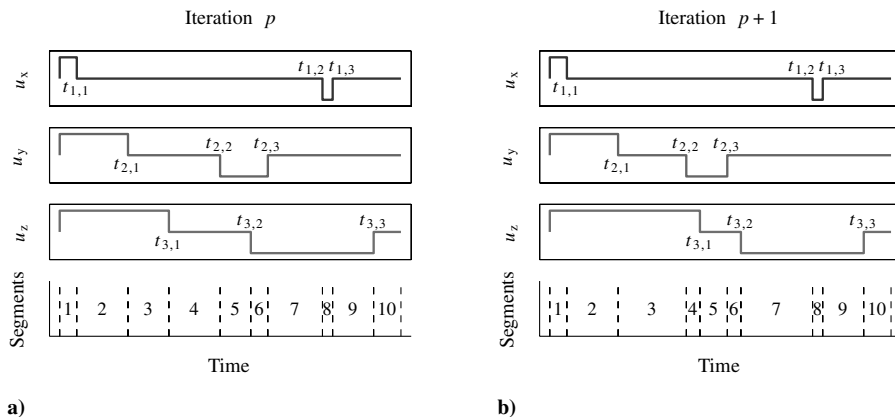 Iteration p
u_x
t_{1,1}
t_{1,2} t_{1,3}
u_y
t_{2,1}
t_{2,2} t_{2,3}
u_z
t_{3,1}
t_{3,2}
t_{3,3}
Segments
1 2 3 4 5 6 7 8 9 10
Time
a)
Iteration p + 1
u_x
t_{1,1}
t_{1,2} t_{1,3}
u_y
t_{2,1}
t_{2,2} t_{2,3}
u_z
t_{3,1}
t_{3,2}
t_{3,3}
Segments
1 2 3 4 5 6 7 8 9 10
Time
b)